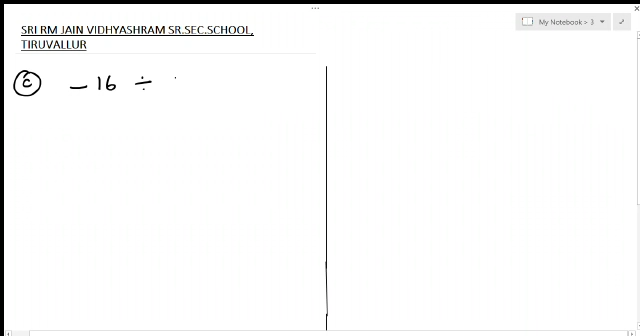 My Notebook > 3
SRI RM JAIN VIDHYASHRAM SR.SEC.SCHOOL,
TIRUVALLUR
c – 16 ÷